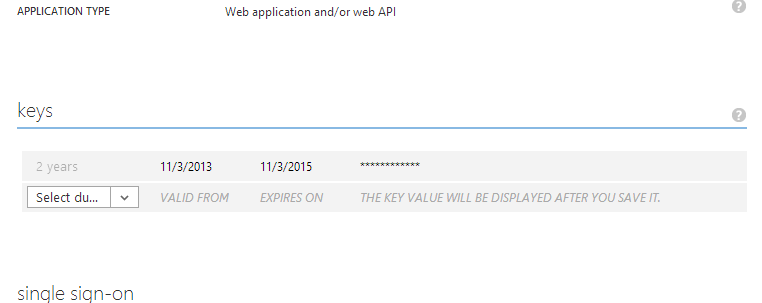 APPLICATION TYPE Web application and/or web API ?
keys ?
2 years 11/3/2013 11/3/2015 ************
Select du... VALID FROM EXPIRES ON THE KEY VALUE WILL BE DISPLAYED AFTER YOU SAVE IT.
single sign-on